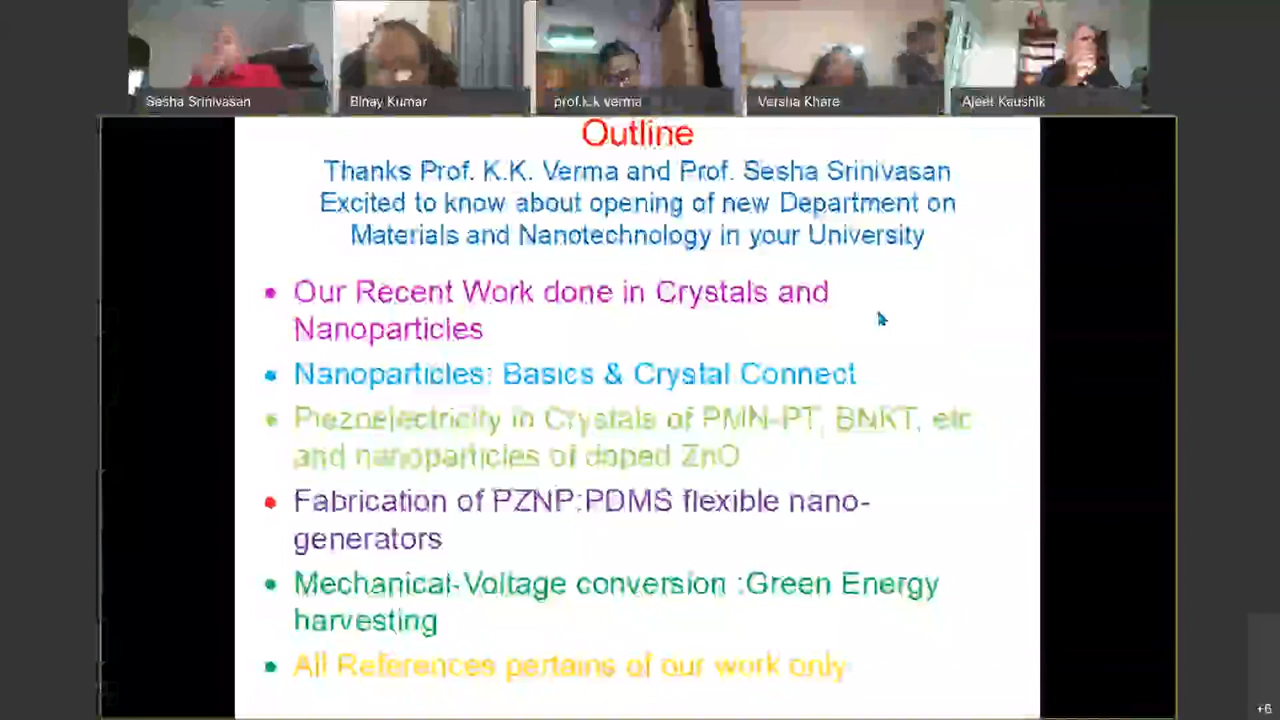 Sesha Srinivasan
Binay Kumar
prof.k.k verma
Varsha Khare
Ajeet Kaushik
Outline
Thanks Prof. K.K. Verma and Prof. Sesha Srinivasan
Excited to know about opening of new Department on
Materials and Nanotechnology in your University
• Our Recent Work done in Crystals and
Nanoparticles
• Nanoparticles: Basics & Crystal Connect
• Piezoelectricity in Crystals of PMN-PT, BNKT, etc
and nanoparticles of doped ZnO
• Fabrication of PZNP:PDMS flexible nano-
generators
• Mechanical-Voltage conversion :Green Energy
harvesting
• All References pertains of our work only
+6